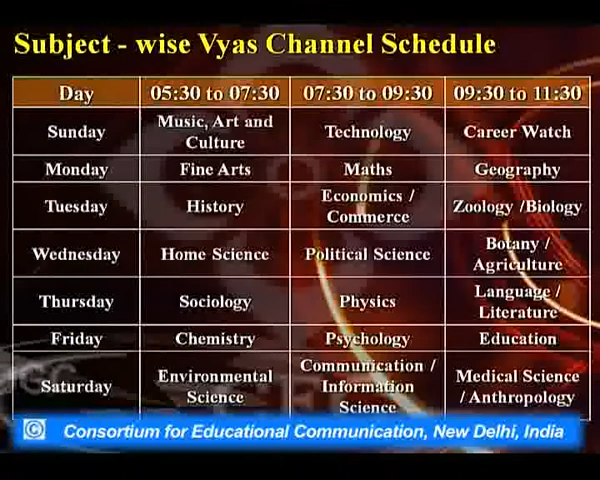 Subject - wise Vyas Channel Schedule
Day 05:30 to 07:30 07:30 to 09:30 09:30 to 11:30
Sunday Music, Art and Culture Technology Career Watch
Monday Fine Arts Maths Geography
Tuesday History Economics / Commerce Zoology /Biology
Wednesday Home Science Political Science Botany / Agriculture
Thursday Sociology Physics Language / Literature
Friday Chemistry Psychology Education
Saturday Environmental Science Communication / Information Science Medical Science / Anthropology
© Consortium for Educational Communication, New Delhi, India